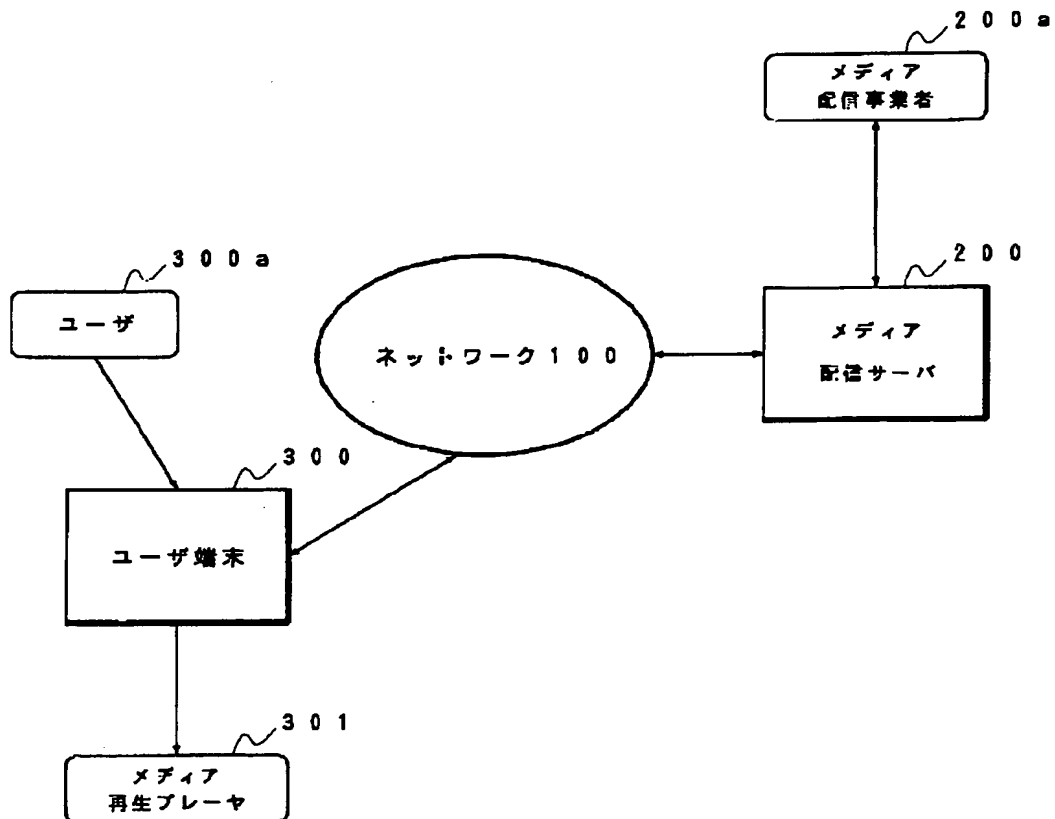 200a
メディア
配信事業者
300a
200
ユーザ
メディア
ネットワーク100
配信サーバ
300
ユーザ端末
301
メディア
再生プレーヤ